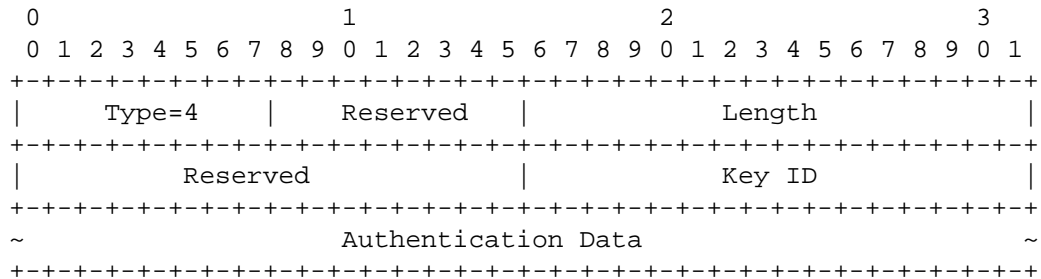 0                   1                   2                   3
 0 1 2 3 4 5 6 7 8 9 0 1 2 3 4 5 6 7 8 9 0 1 2 3 4 5 6 7 8 9 0 1
+-+-+-+-+-+-+-+-+-+-+-+-+-+-+-+-+-+-+-+-+-+-+-+-+-+-+-+-+-+-+-+-+
|     Type=4    |    Reserved   |            Length             |
+-+-+-+-+-+-+-+-+-+-+-+-+-+-+-+-+-+-+-+-+-+-+-+-+-+-+-+-+-+-+-+-+
|          Reserved             |            Key ID             |
+-+-+-+-+-+-+-+-+-+-+-+-+-+-+-+-+-+-+-+-+-+-+-+-+-+-+-+-+-+-+-+-+
~                    Authentication Data                        ~
+-+-+-+-+-+-+-+-+-+-+-+-+-+-+-+-+-+-+-+-+-+-+-+-+-+-+-+-+-+-+-+-+